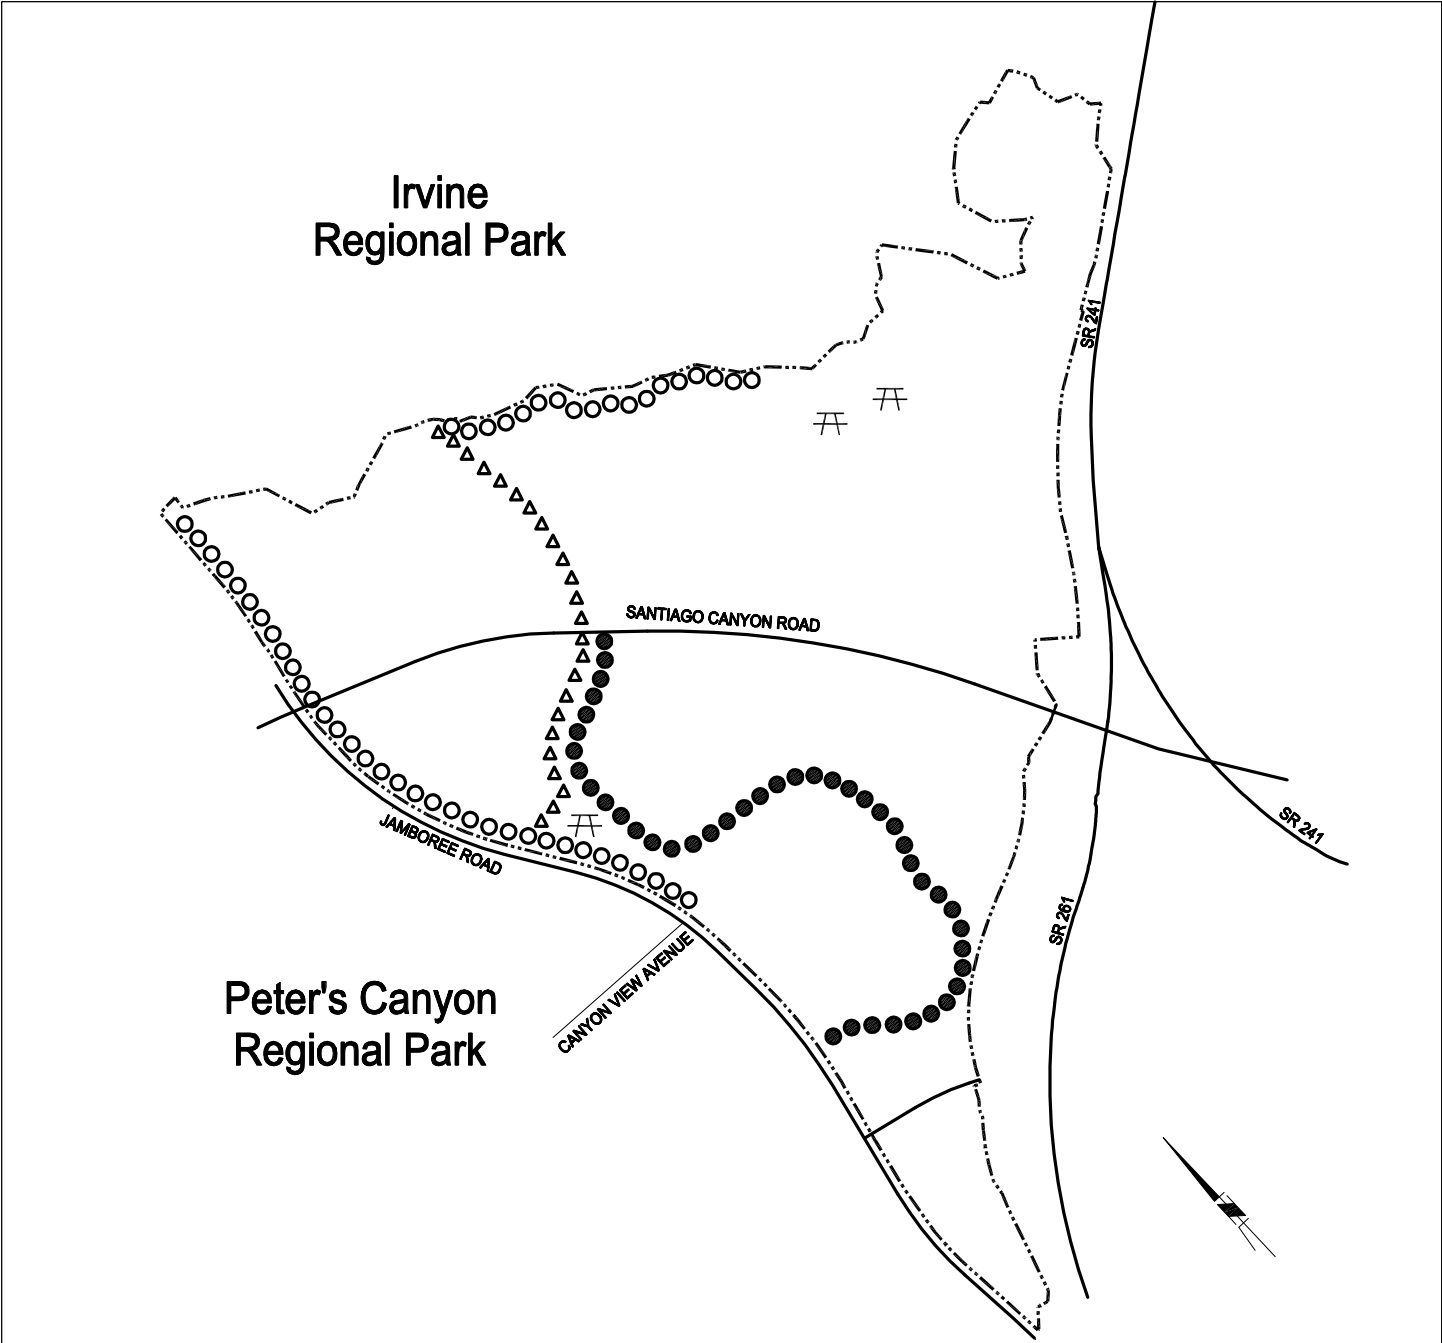 Irvine
Regional Park
SR 241
SANTIAGO CANYON ROAD
SR 241
JAMBOREE ROAD
SR 261
CANYON VIEW AVENUE
Peter's Canyon
Regional Park